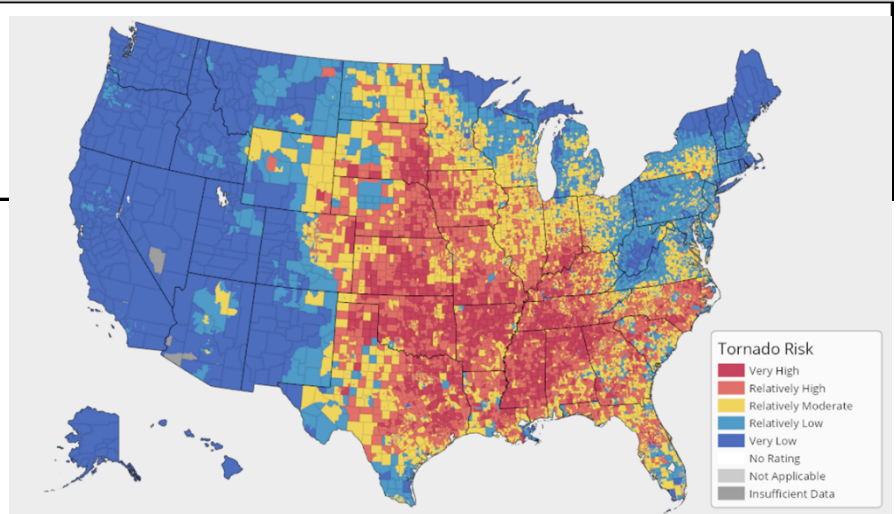 Tornado Risk
Very High
Relatively High
Relatively Moderate
Relatively Low
Very Low
No Rating
Not Applicable
Insufficient Data